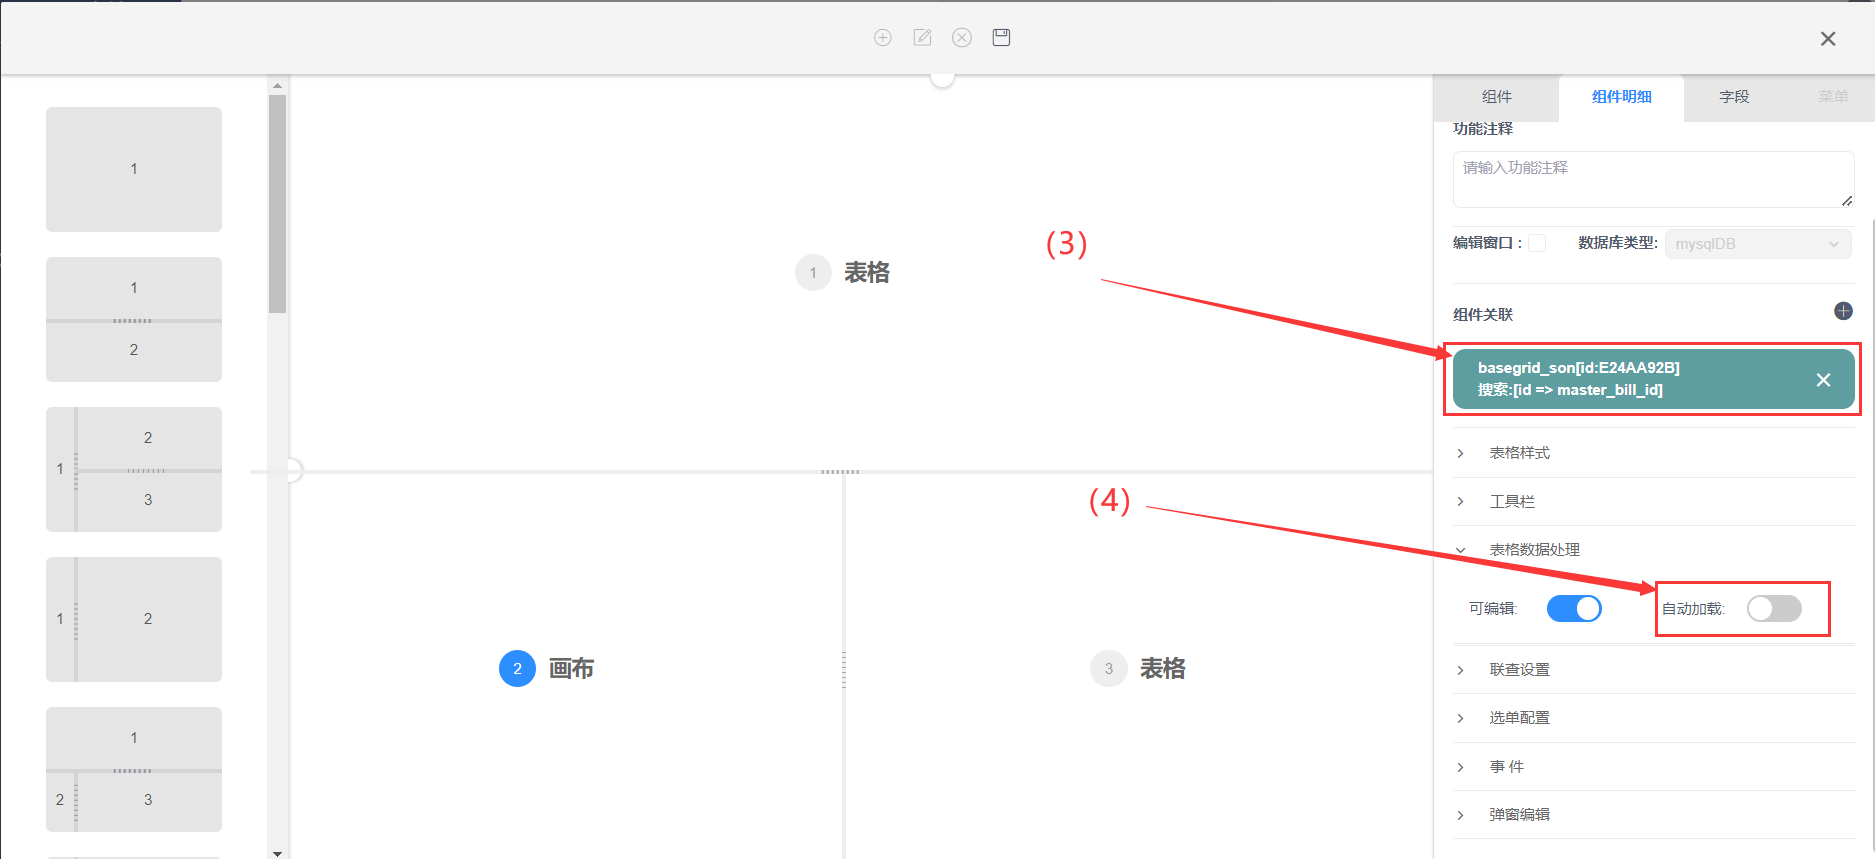 组件
组件明细
字段
菜单
功能注释
请输入功能注释
编辑窗口 :
数据库类型:
mysqlDB
组件关联
basegrid_son[id:E24AA92B]
搜索:[id => master_bill_id]
表格样式
工具栏
表格数据处理
可编辑:
自动加载:
联查设置
选单配置
事 件
弹窗编辑
1
1
2
1
2
3
1
2
1
2
3
1 表格
2 画布
3 表格
(3)
(4)